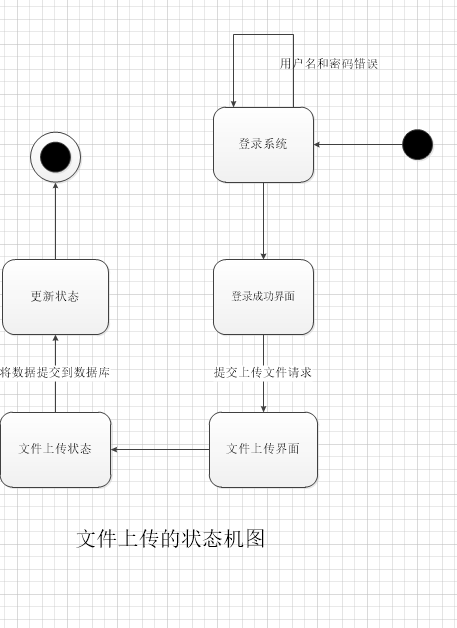 用户名和密码错误
登录系统
更新状态
登录成功界面
将数据提交到数据库
提交上传文件请求
文件上传状态
文件上传界面
文件上传的状态机图